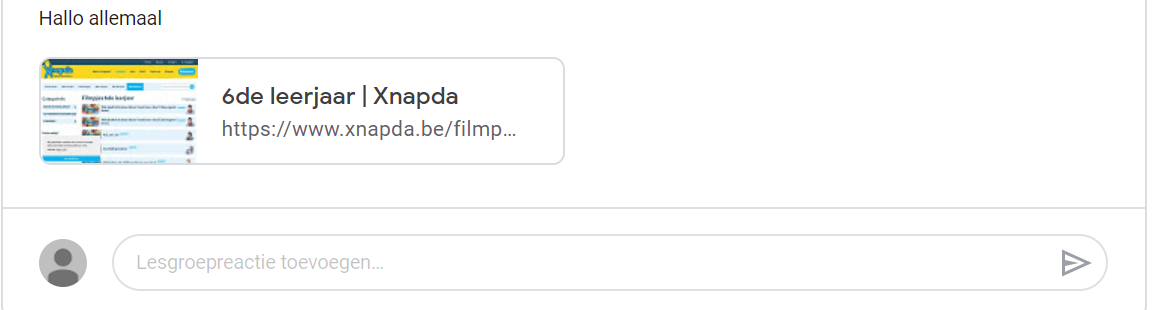 Hallo allemaal
6de leerjaar | Xnapda
https://www.xnapda.be/filmp...
Lesgroepreactie toevoegen...